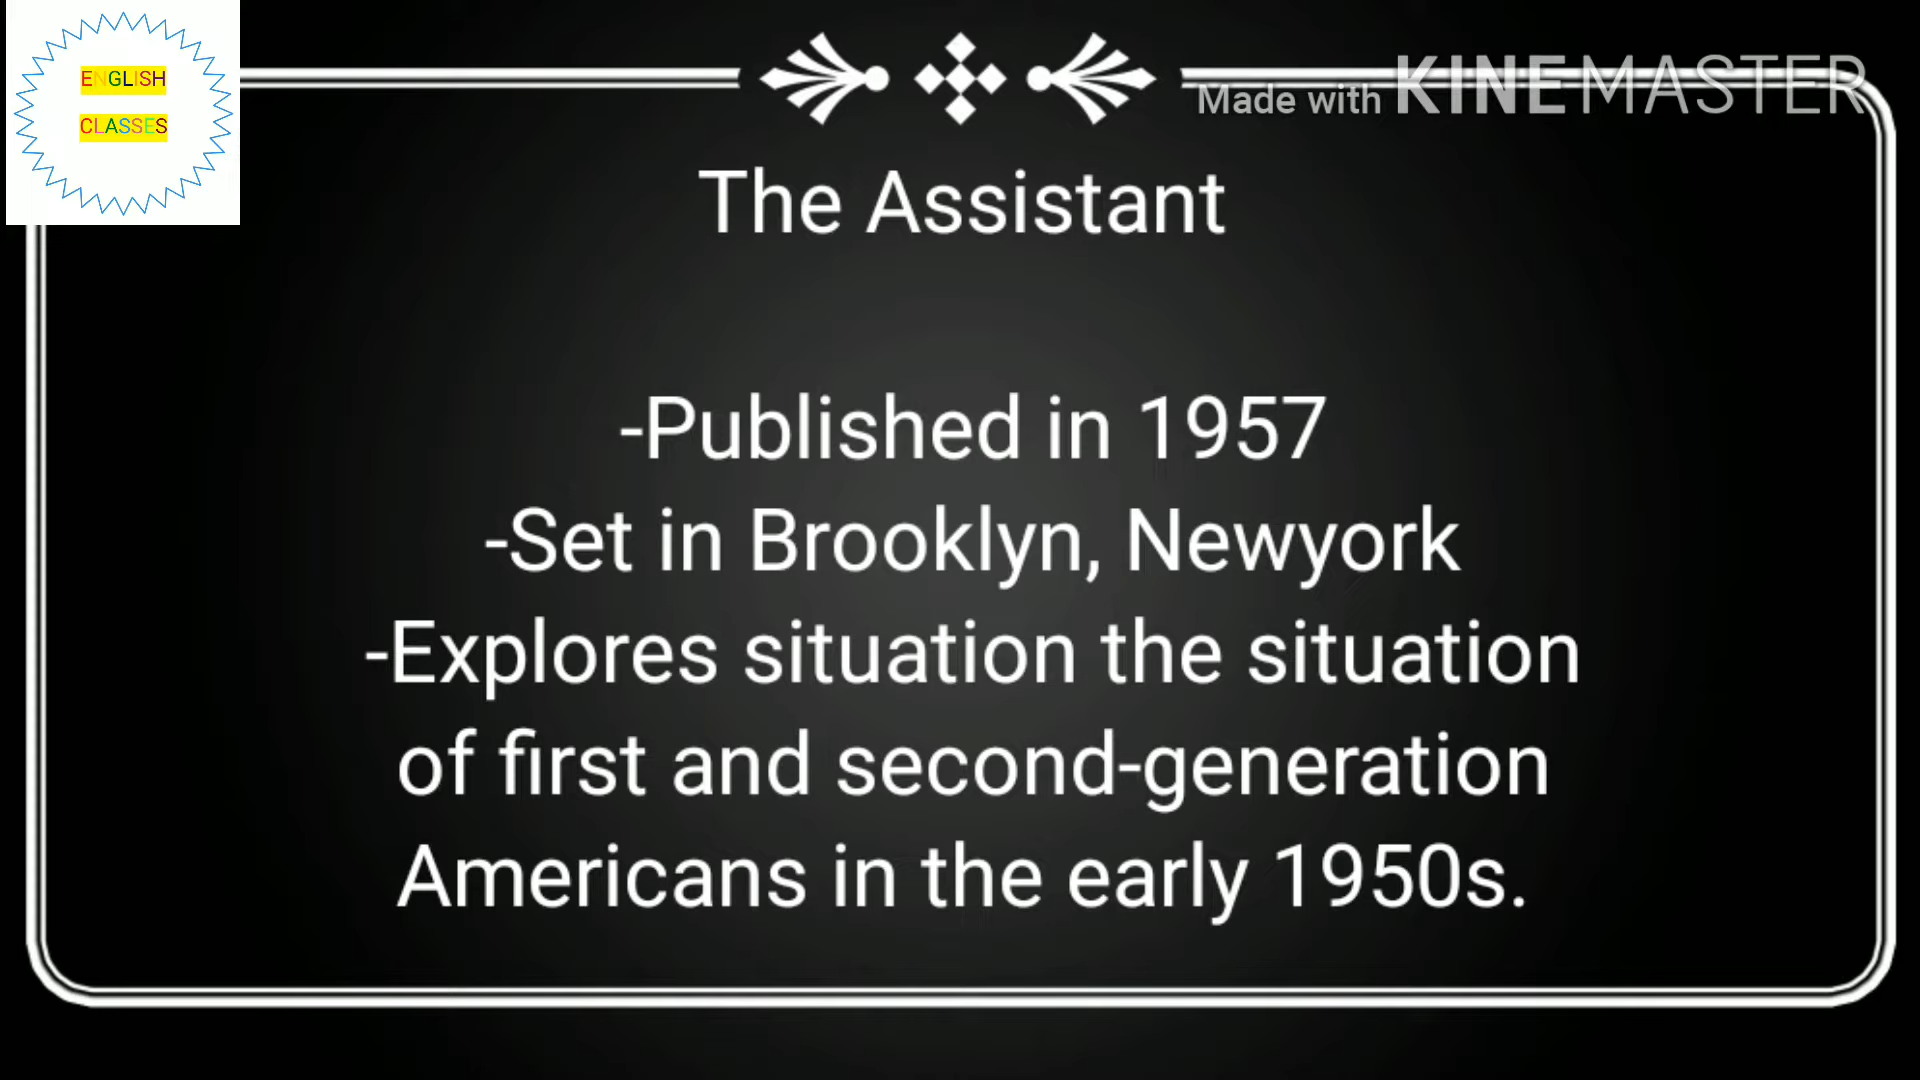 ENGLISH
CLASSES
Made with KINEMASTER
The Assistant
-Published in 1957
-Set in Brooklyn, Newyork
-Explores situation the situation
of first and second-generation
Americans in the early 1950s.